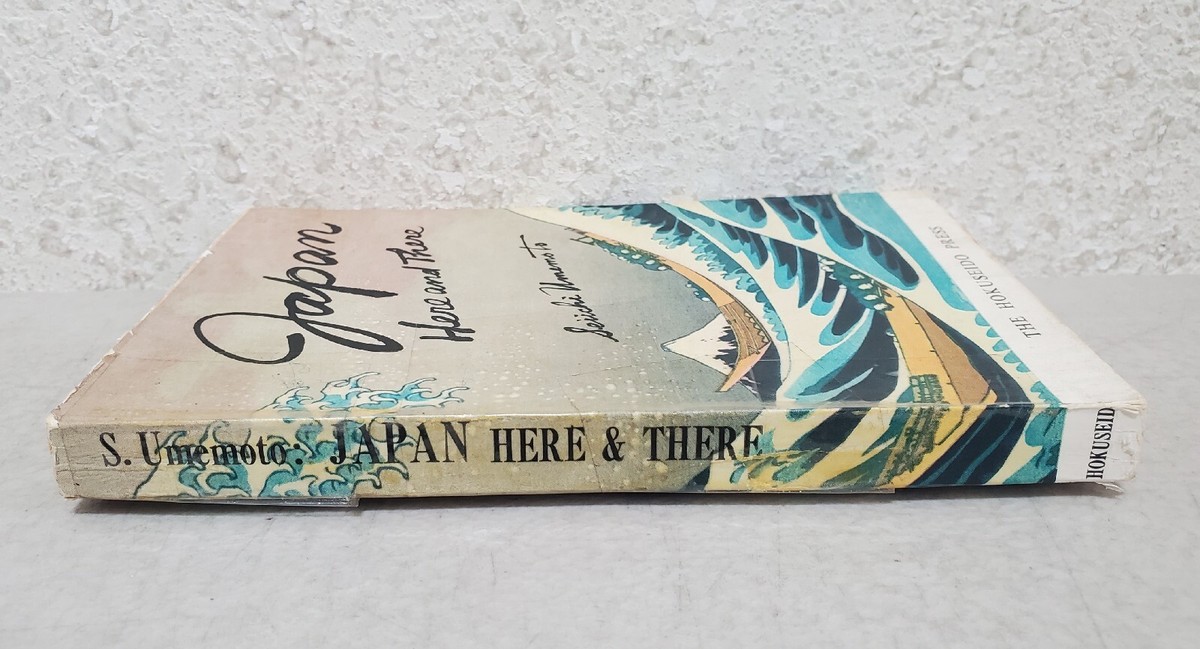 Japan
Here and There
Seiichi Umemoto
THE HOKUSEIDO PRESS
S. Umemoto: JAPAN HERE & THERE
HOKUSEID